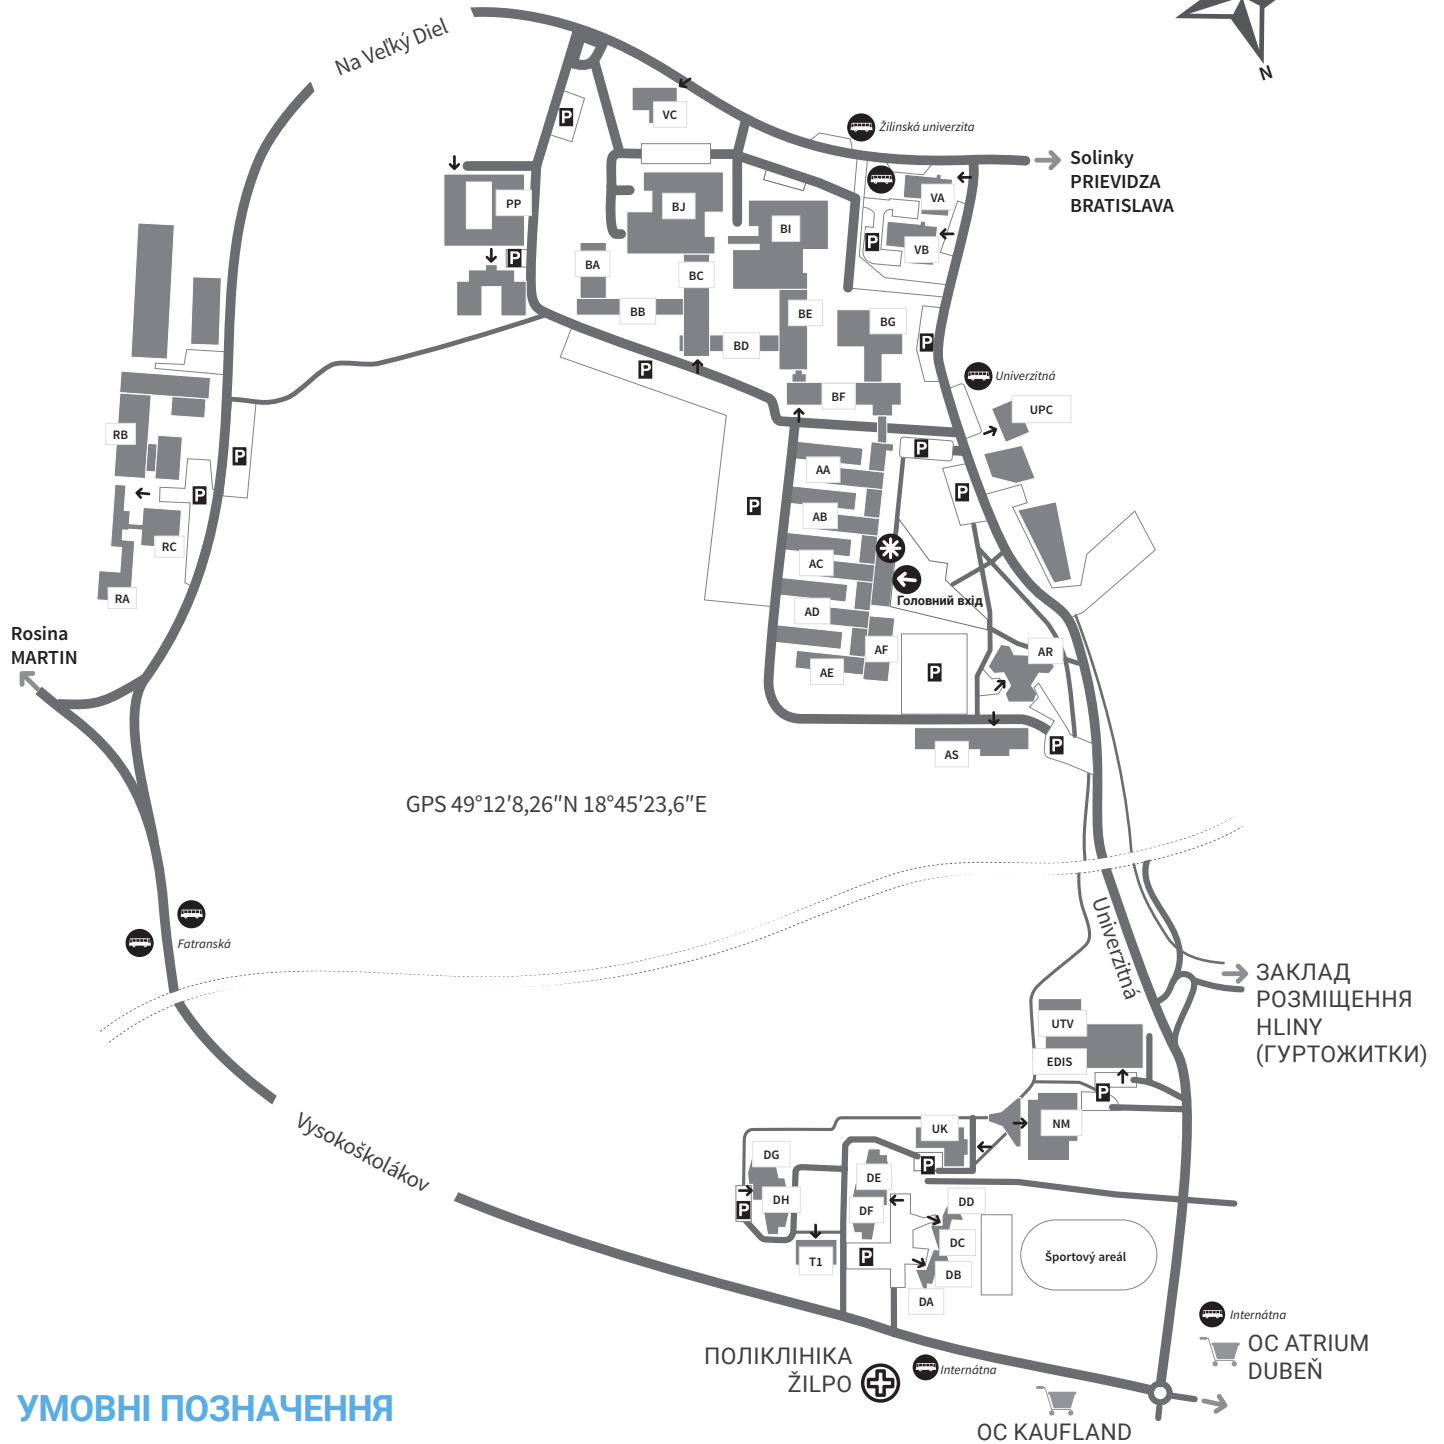 Na Veľký Diel
N
P
VC
Žilinská univerzita
Solinky
PRIEVIDZA
BRATISLAVA
PP
BJ
VA
BI
VB
P
P
BA
BC
BB
BE
BG
BD
P
P
Univerzitná
BF
UPC
RB
P
AA
P
P
P
P
AB
RC
AC
Головний вхід
RA
AD
Rosina
MARTIN
AF
AR
AE
P
AS
P
GPS 49°12′8,26″N 18°45′23,6″E
Univerzitná
Fatranská
ЗАКЛАД
РОЗМІЩЕННЯ
HLINY
(ГУРТОЖИТКИ)
UTV
EDIS
P
Vysokoškolákov
UK
NM
DG
P
DE
DH
DD
P
DF
DC
T1
P
Športový areál
DB
DA
Internátna
OC ATRIUM
DUBEŇ
ПОЛІКЛІНІКА
ŽILPO
Internátna
OC KAUFLAND
УМОВНІ ПОЗНАЧЕННЯ